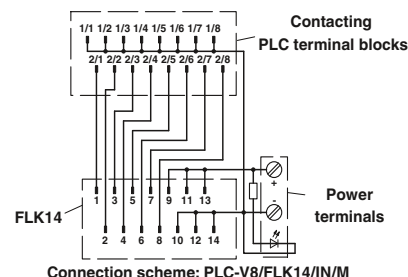 Contacting
PLC terminal blocks
1/1 1/2 1/3 1/4 1/5 1/6 1/7 1/8
2/1 2/2 2/3 2/4 2/5 2/6 2/7 2/8
1 3 5 7 9 11 13
+
-
Power
terminals
FLK14
2 4 6 8 10 12 14
Connection scheme: PLC-V8/FLK14/IN/M